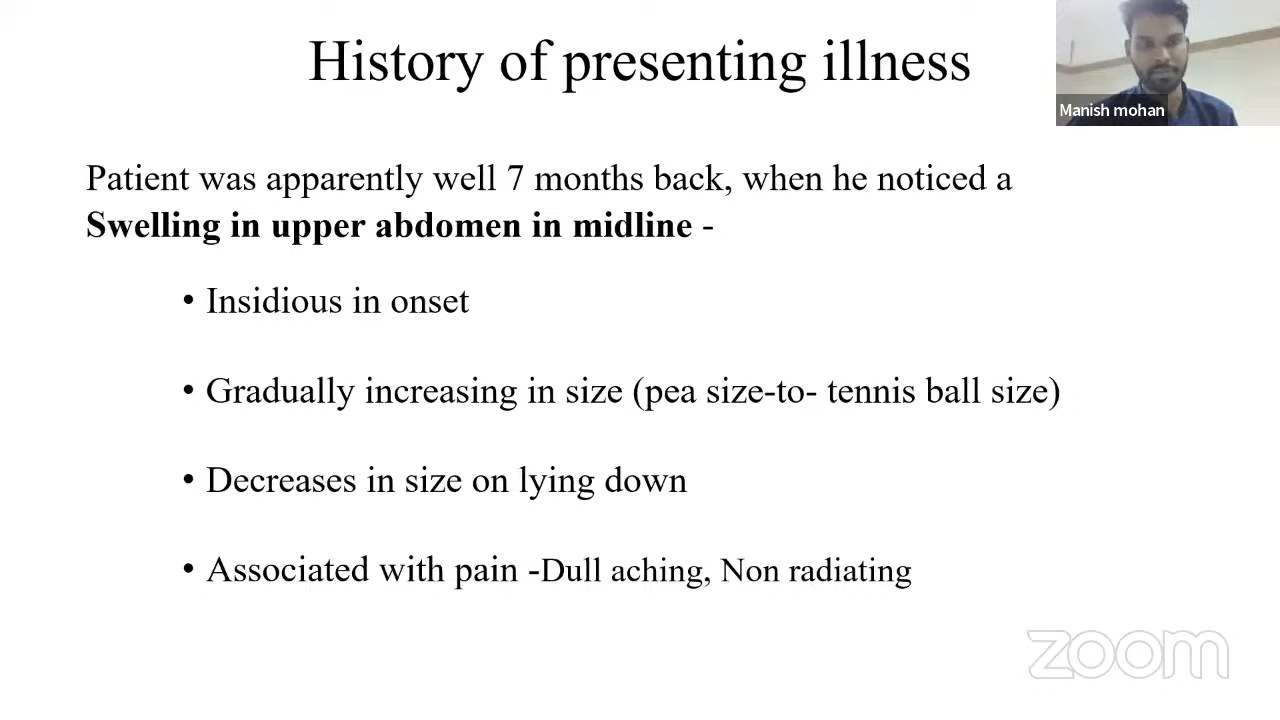 History of presenting illness
Manish mohan
Patient was apparently well 7 months back, when he noticed a
Swelling in upper abdomen in midline -
• Insidious in onset
• Gradually increasing in size (pea size-to- tennis ball size)
• Decreases in size on lying down
• Associated with pain -Dull aching, Non radiating
zoom